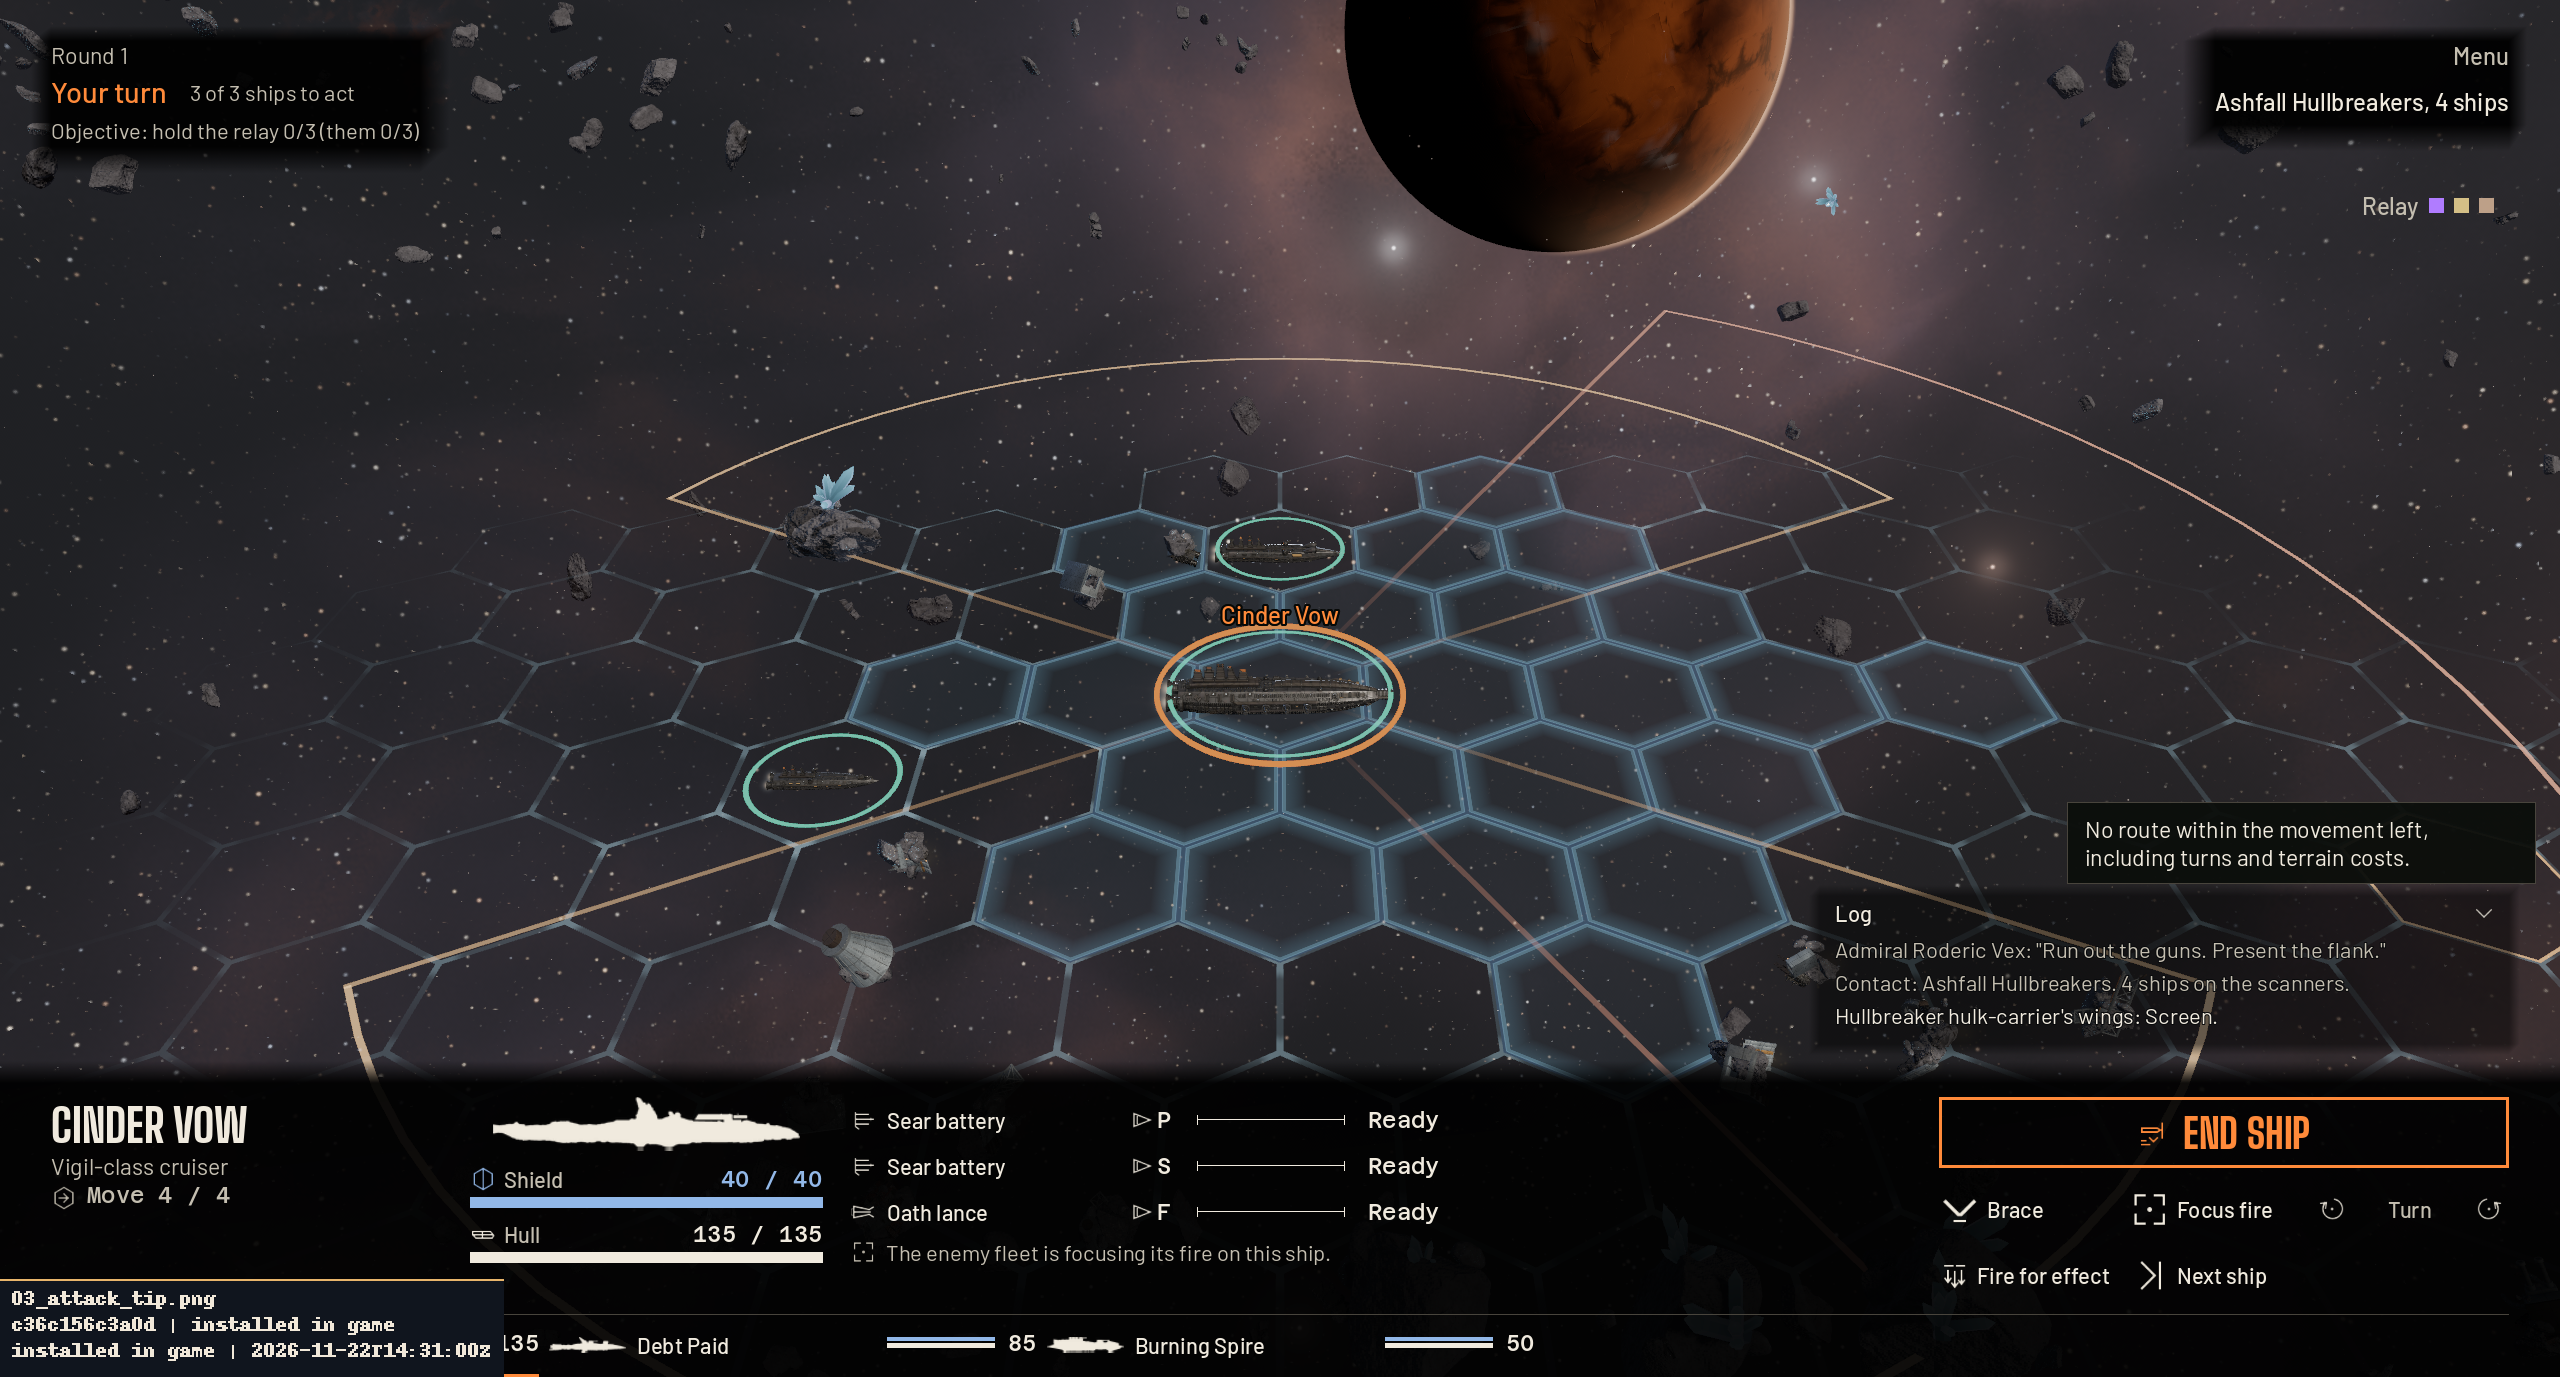 Round 1
Your turn 3 of 3 ships to act
Objective: hold the relay 0/3 (them 0/3)
Menu
Ashfall Hullbreakers, 4 ships
Relay
Cinder Vow
No route within the movement left,
including turns and terrain costs.
Log
Admiral Roderic Vex: "Run out the guns. Present the flank."
Contact: Ashfall Hullbreakers. 4 ships on the scanners.
Hullbreaker hulk-carrier's wings: Screen.
CINDER VOW
Vigil-class cruiser
Move 4 / 4
Shield 40 / 40
Hull 135 / 135
Sear battery P Ready
Sear battery S Ready
Oath lance F Ready
The enemy fleet is focusing its fire on this ship.
END SHIP
Brace Focus fire Turn
Fire for effect Next ship
03_attack_tip.png
c36c156c3a0d | installed in game
installed in game | 2026-11-22T14:31:00Z
135 Debt Paid 85 Burning Spire 50